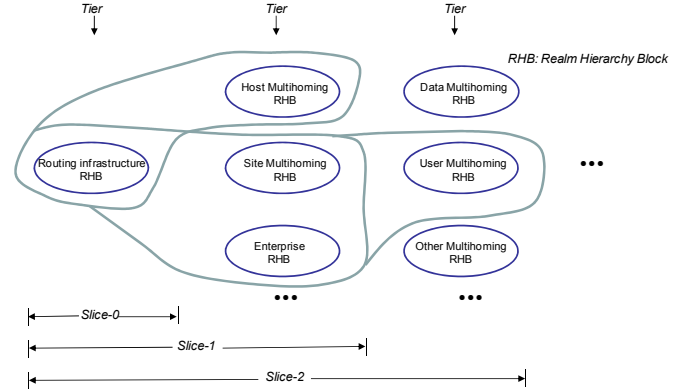 Tier
Tier
Tier
RHB: Realm Hierarchy Block
Host Multihoming
RHB
Data Multihoming
RHB
Routing infrastructure
RHB
Site Multihoming
RHB
User Multihoming
RHB
•••
Enterprise
RHB
Other Multihoming
RHB
•••
•••
Slice-0
Slice-1
Slice-2